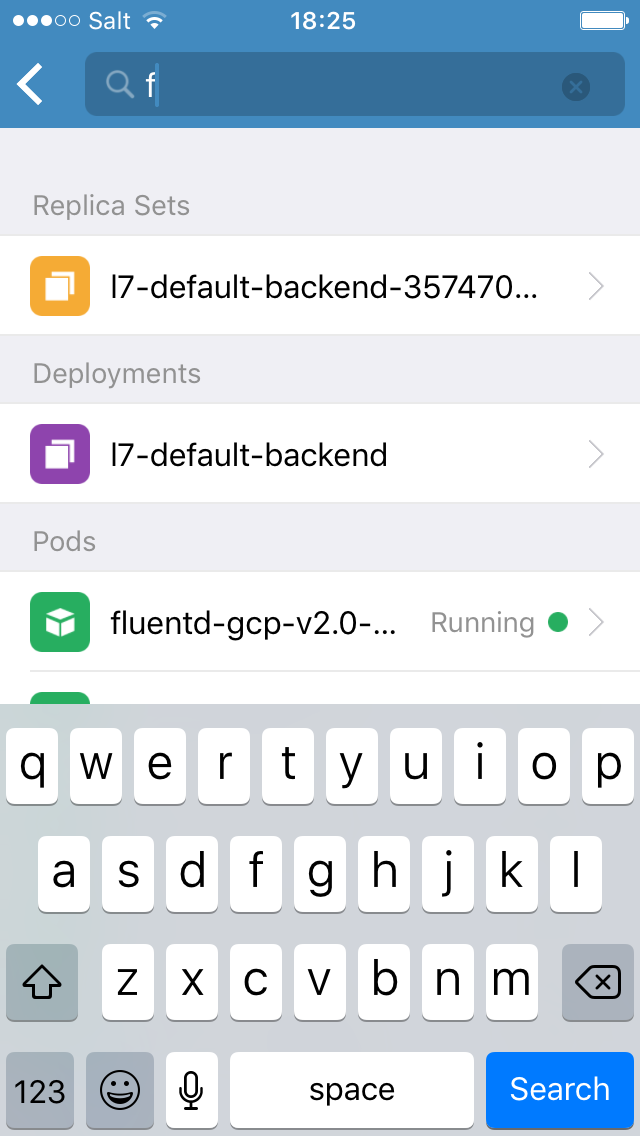 Salt 18:25
f
Replica Sets
l7-default-backend-357470...
Deployments
l7-default-backend
Pods
fluentd-gcp-v2.0-... Running
q w e r t y u i o p
a s d f g h j k l
z x c v b n m
123 space Search